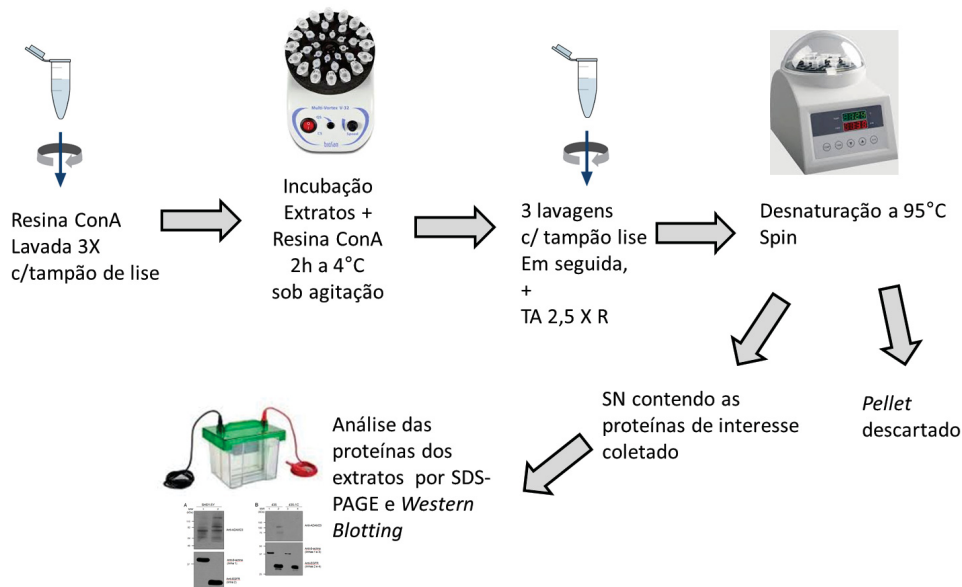 Resina ConA
Lavada 3X
c/tampão de lise
Incubação
Extratos +
Resina ConA
2h a 4°C
sob agitação
3 lavagens
c/ tampão lise
Em seguida,
+
TA 2,5 X R
Desnaturação a 95°C
Spin
SN contendo as
proteínas de interesse
coletado
Pellet
descartado
Análise das
proteínas dos
extratos por SDS-
PAGE e Western
Blotting
A
B